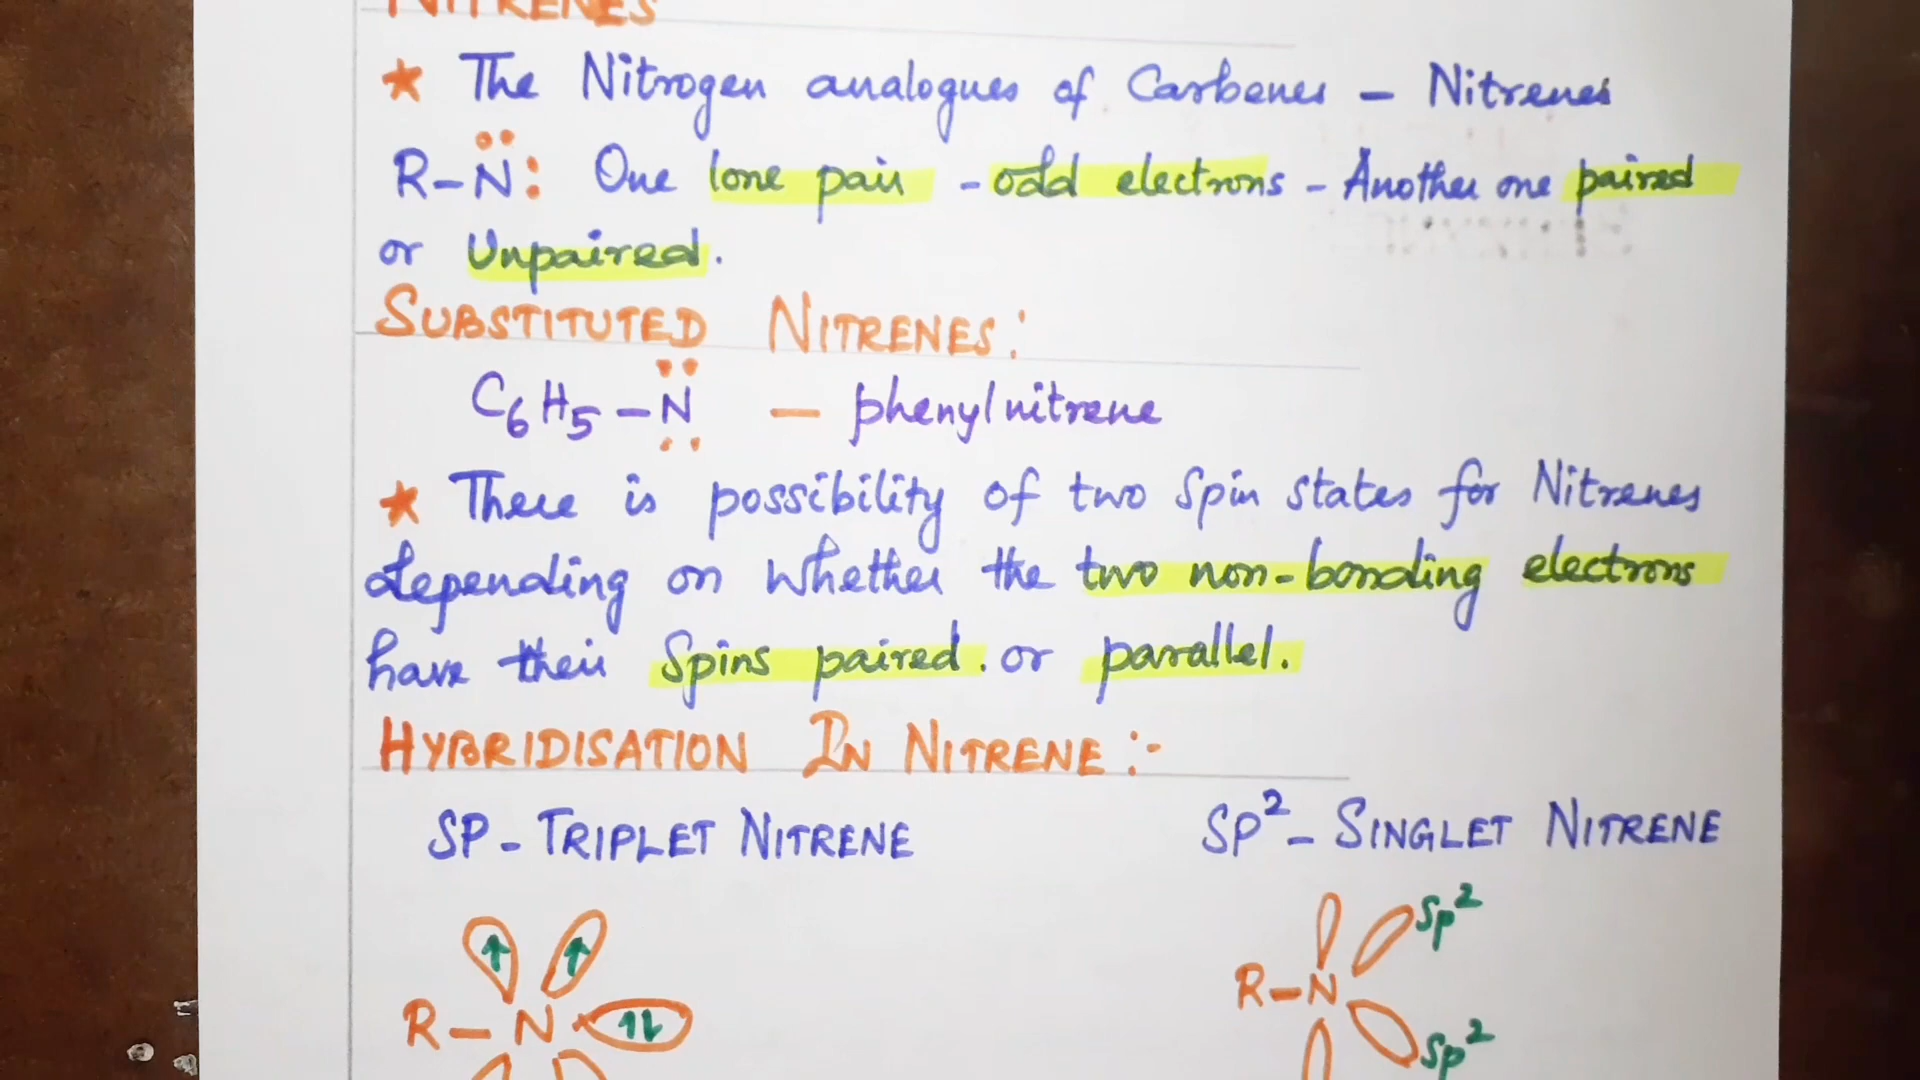 NITRENES
★ The Nitrogen analogues of Carbenes – Nitrenes
R–N: One lone pair – odd electrons – Another one paired
or Unpaired.
SUBSTITUTED NITRENES:
C₆H₅–N — phenylnitrene
★ There is possibility of two Spin states for Nitrenes
depending on whether the two non-bonding electrons
have their Spins paired. or parallel.
HYBRIDISATION IN NITRENE:-
SP – TRIPLET NITRENE
SP² – SINGLET NITRENE
R–N
↑ ↑
↑↓
R–N
Sp²
Sp²